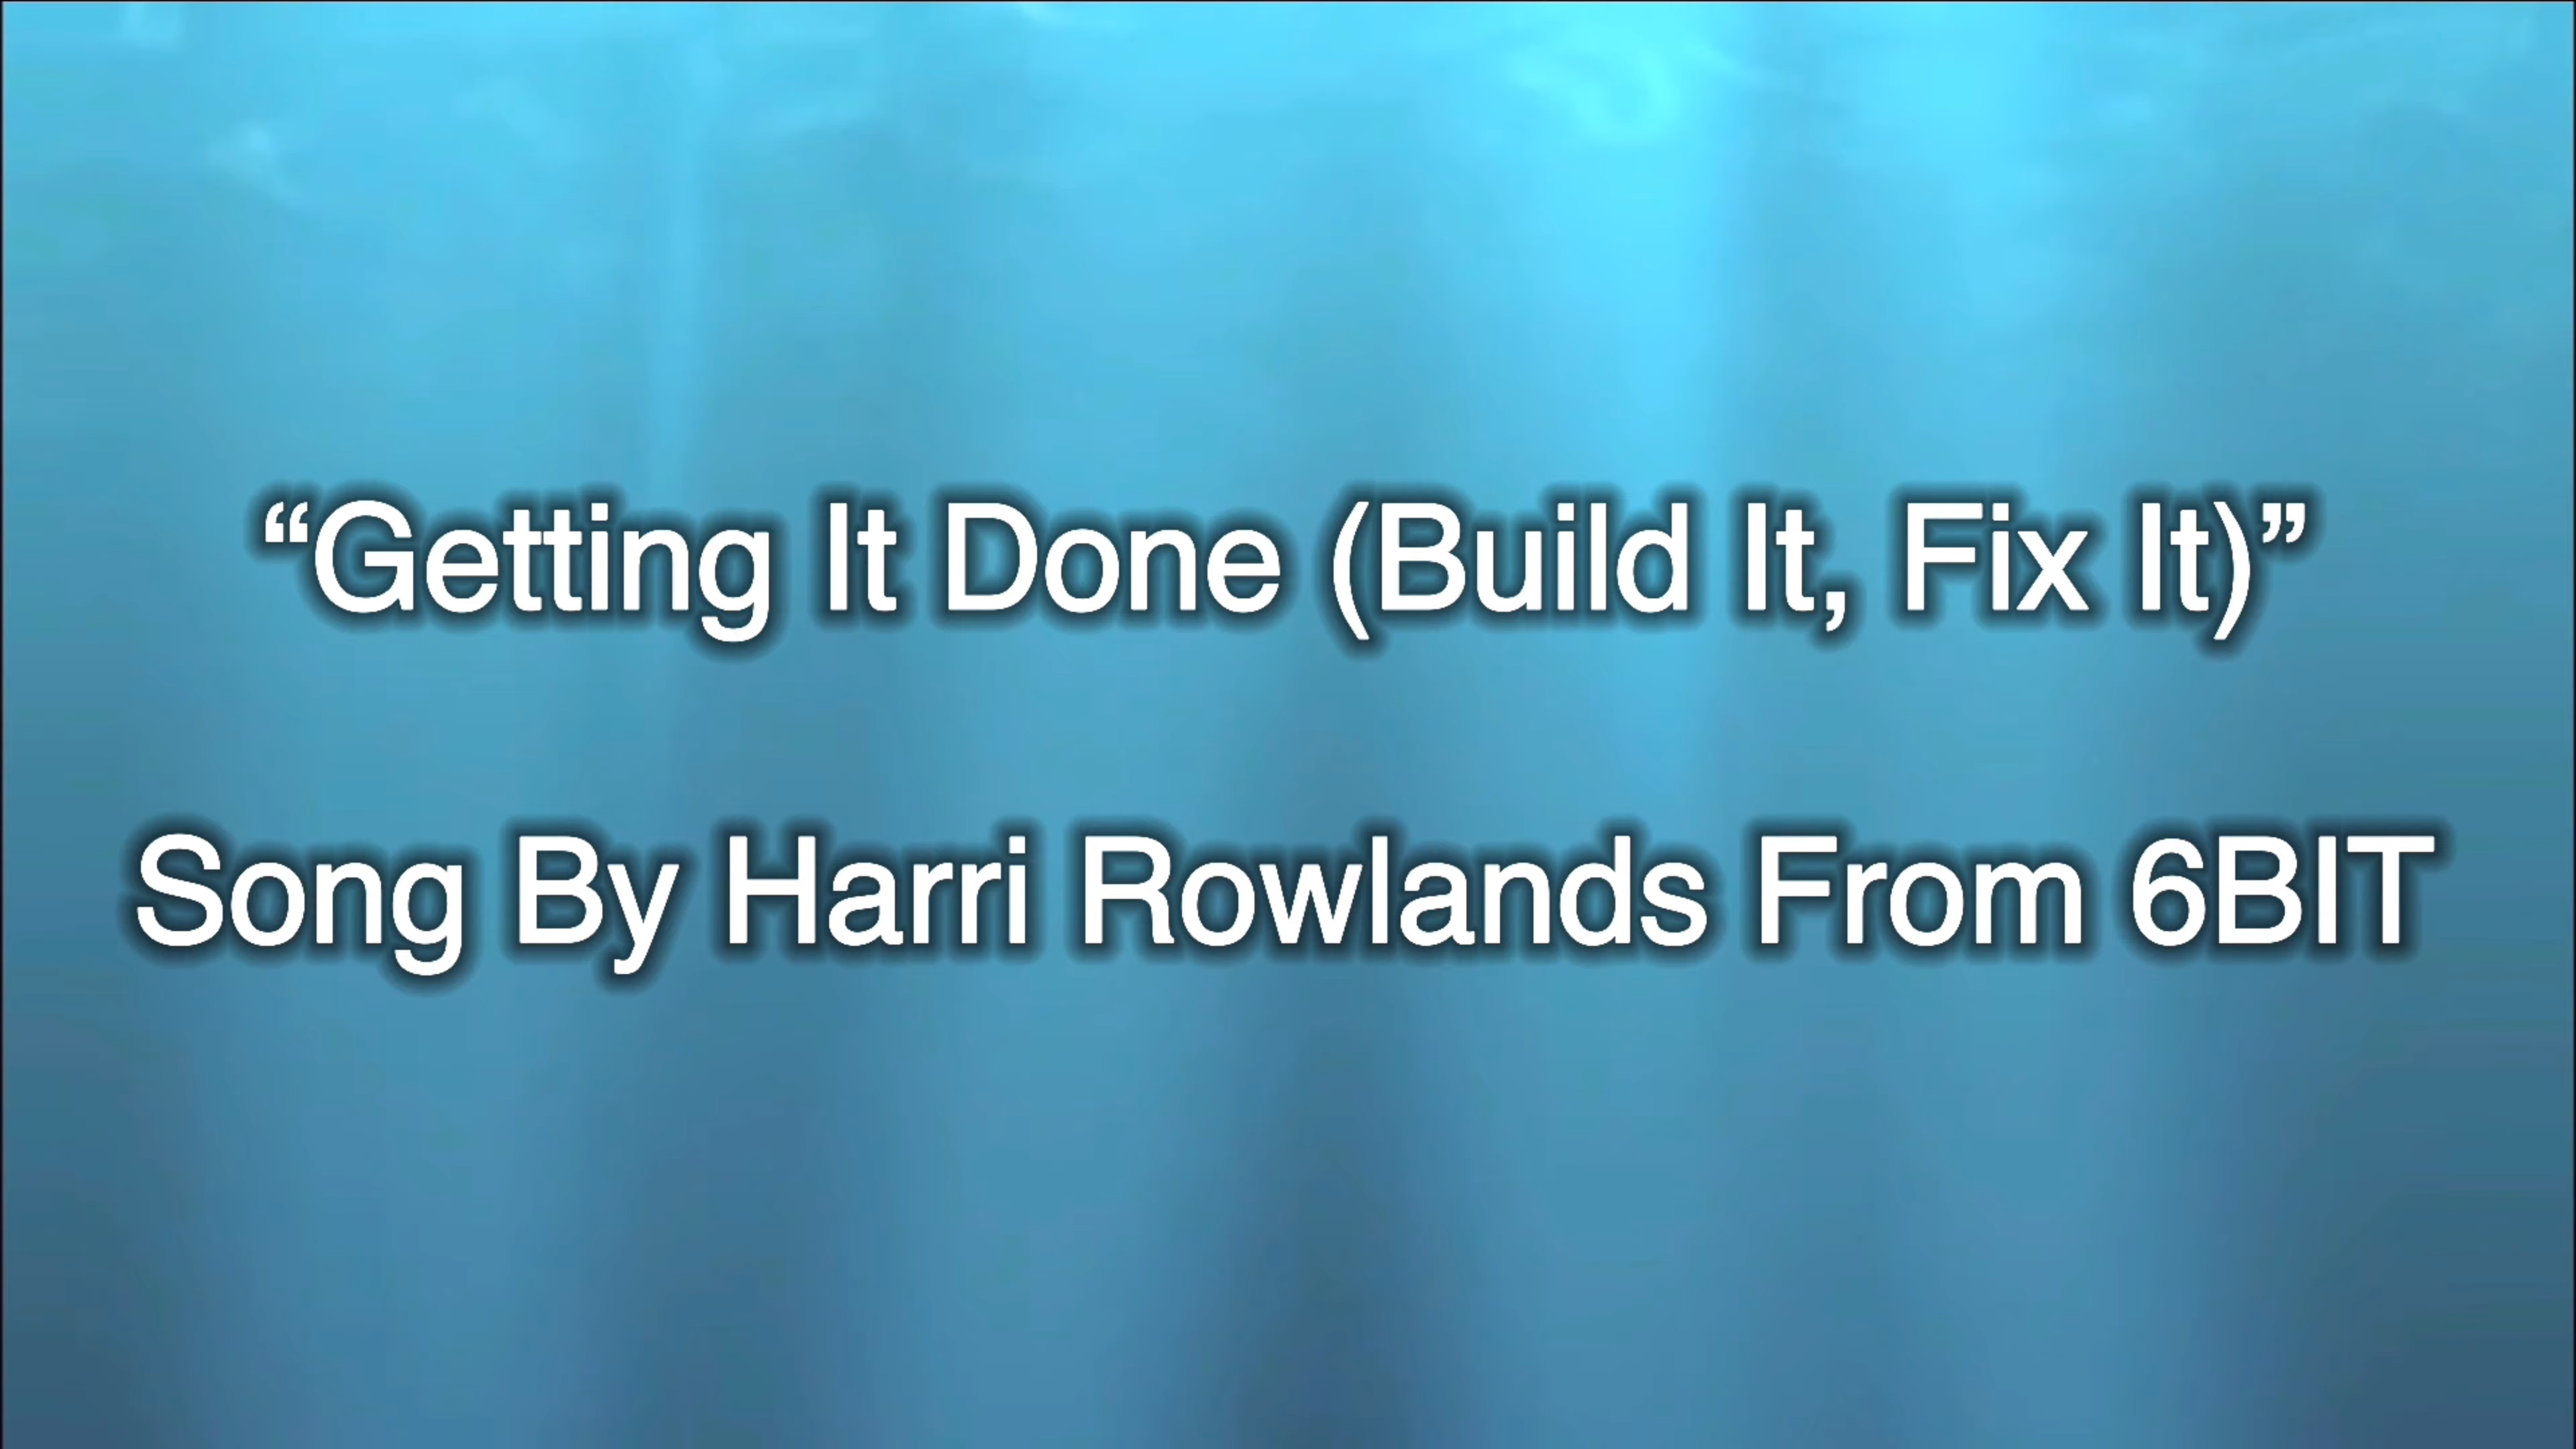 “Getting It Done (Build It, Fix It)”
Song By Harri Rowlands From 6BIT